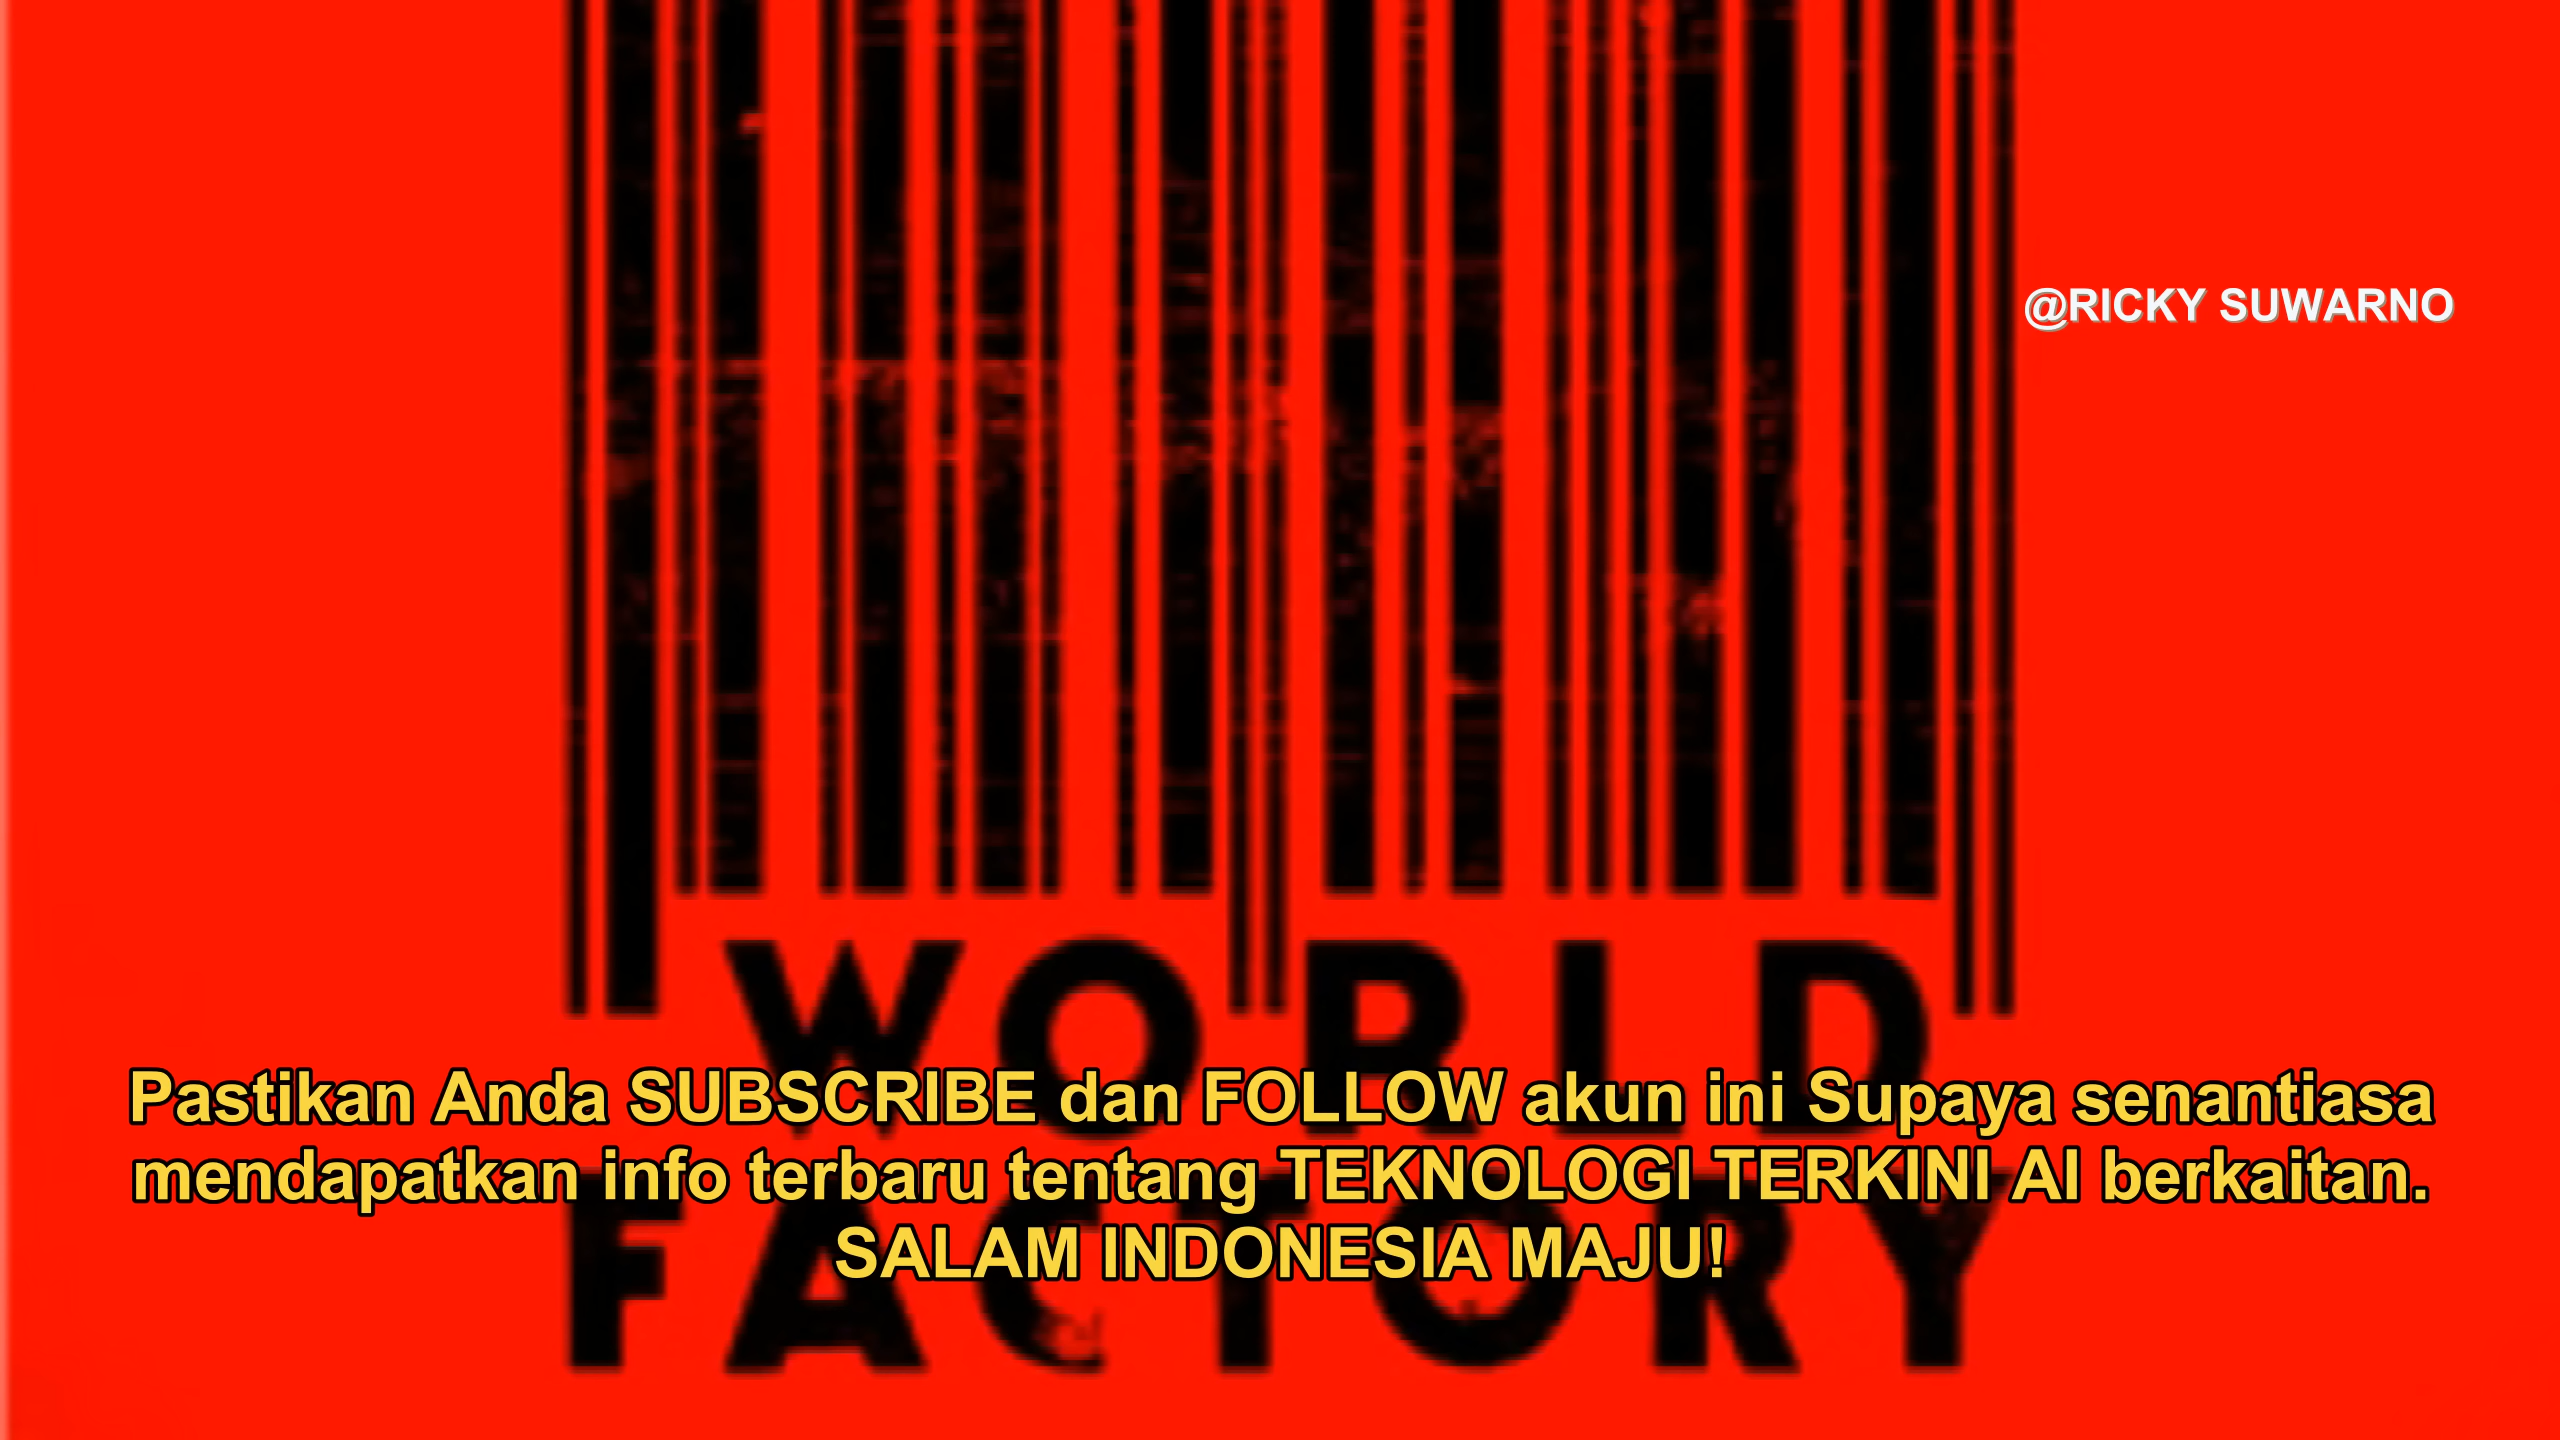 @RICKY SUWARNO
WORLD
FACTORY
Pastikan Anda SUBSCRIBE dan FOLLOW akun ini Supaya senantiasa
mendapatkan info terbaru tentang TEKNOLOGI TERKINI AI berkaitan.
SALAM INDONESIA MAJU!